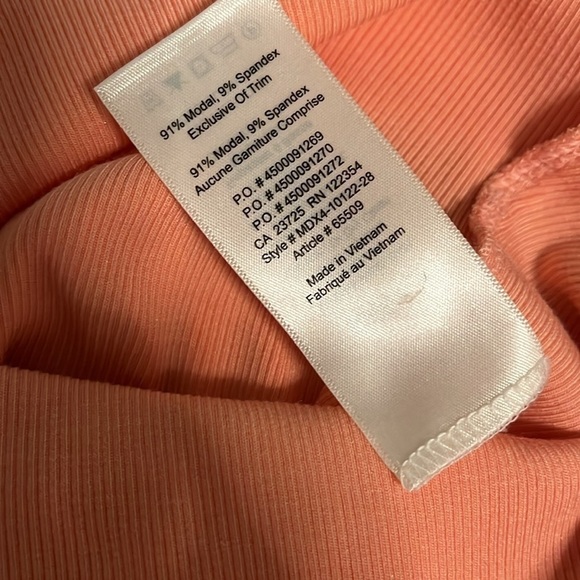 91% Modal, 9% Spandex
Exclusive Of Trim
91% Modal, 9% Spandex
Aucune Garniture Comprise
P.O. # 4500091269
P.O. # 4500091270
P.O. # 4500091272
CA 23725 RN 122354
Style # MDX4-10122-28
Article # 65509
Made in Vietnam
Fabriqué au Vietnam